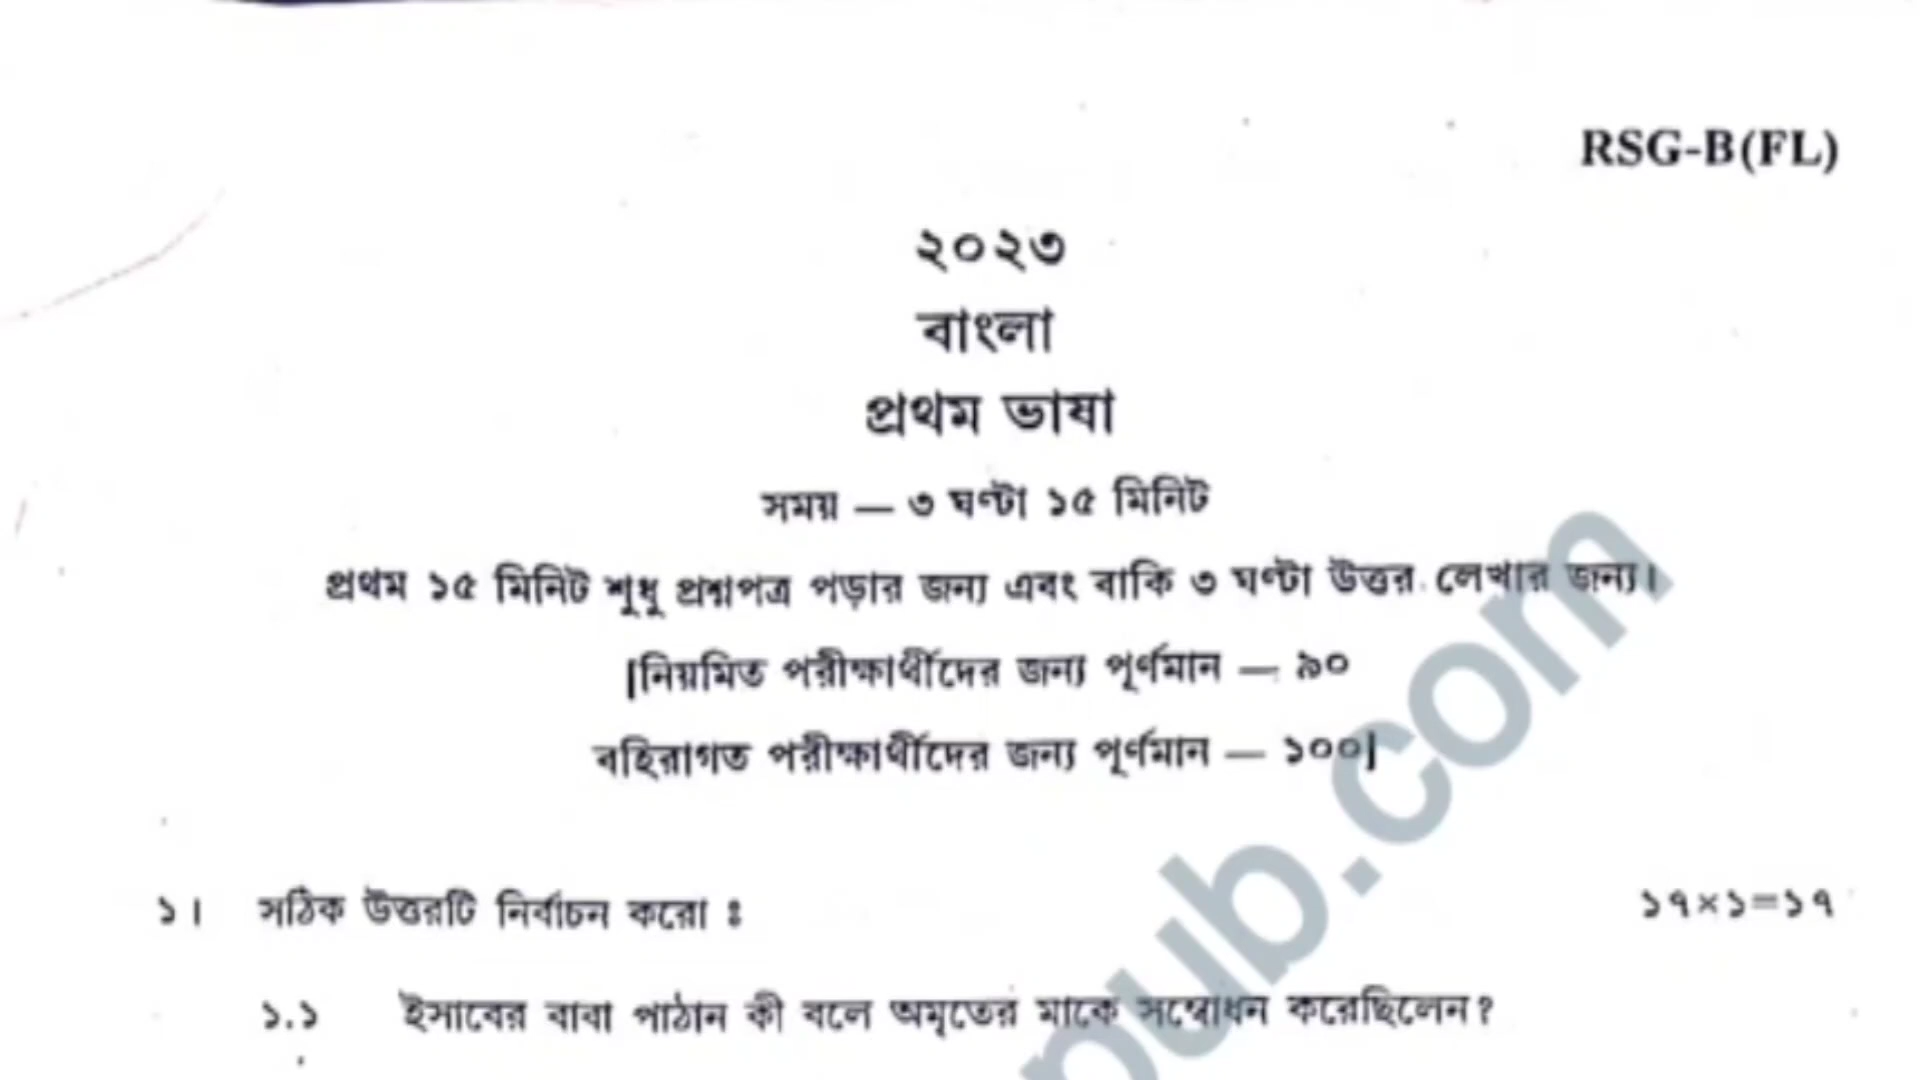 RSG-B(FL)
২০২৩
বাংলা
প্রথম ভাষা
সময় — ৩ ঘণ্টা ১৫ মিনিট
প্রথম ১৫ মিনিট শুধু প্রশ্নপত্র পড়ার জন্য এবং বাকি ৩ ঘণ্টা উত্তর লেখার জন্য।
[নিয়মিত পরীক্ষার্থীদের জন্য পূর্ণমান — ৯০
বহিরাগত পরীক্ষার্থীদের জন্য পূর্ণমান — ১০০]
১। সঠিক উত্তরটি নির্বাচন করো ঃ ১৭×১=১৭
১.১ ইসাবের বাবা পাঠান কী বলে অমৃতের মাকে সম্বোধন করেছিলেন?
pub.com